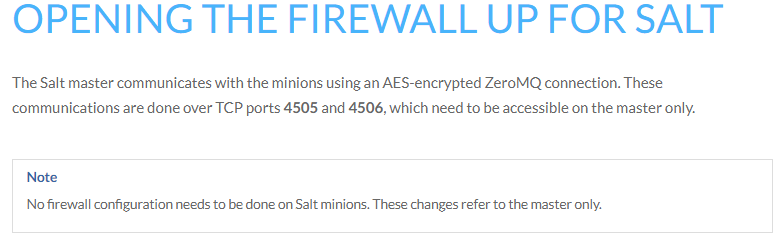 OPENING THE FIREWALL UP FOR SALT
The Salt master communicates with the minions using an AES-encrypted ZeroMQ connection. These
communications are done over TCP ports 4505 and 4506, which need to be accessible on the master only.
Note
No firewall configuration needs to be done on Salt minions. These changes refer to the master only.